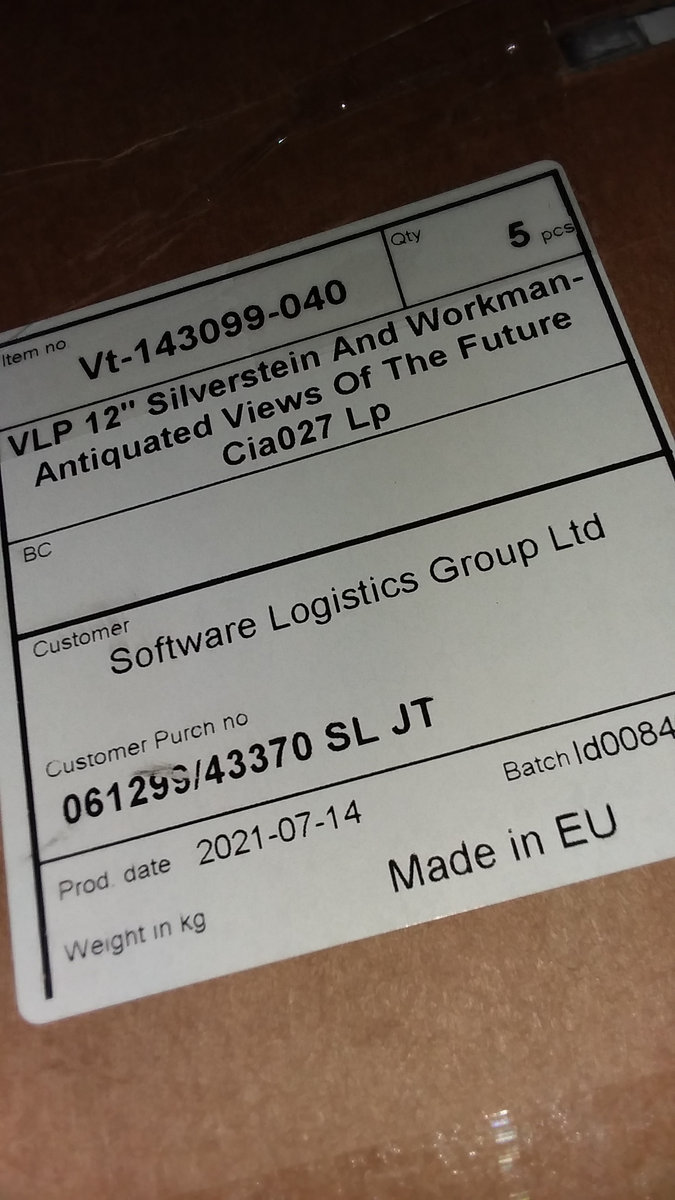 Item no Vt-143099-040
Qty 5 pcs
VLP 12" Silverstein And Workman-
Antiquated Views Of The Future
Cia027 Lp
BC
Customer
Software Logistics Group Ltd
Customer Purch no
061299/43370 SL JT
Prod. date 2021-07-14
Batch Id0084
Weight in kg
Made in EU